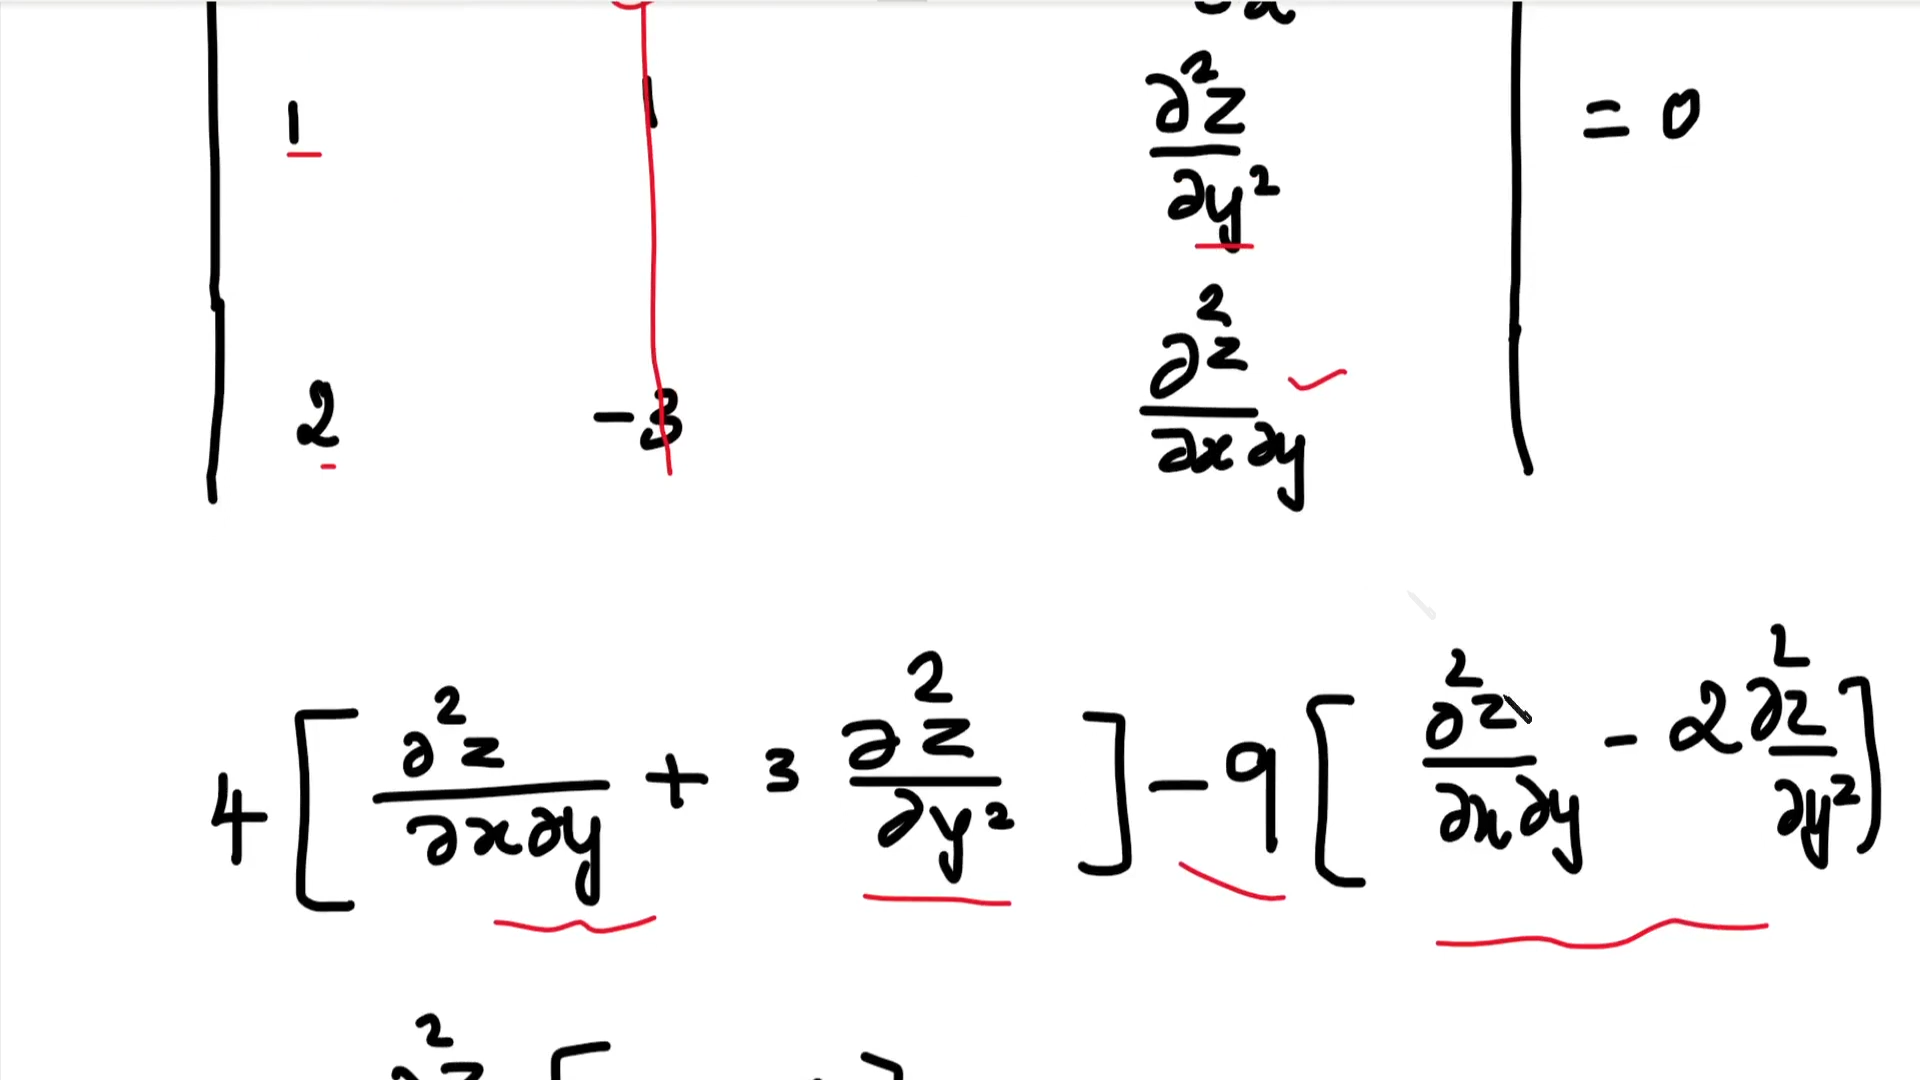 1 1 ∂²z/∂y² = 0
2 -3 ∂²z/∂x∂y
4[∂²z/∂x∂y + 3 ∂²z/∂y²] - 9[∂²z/∂x∂y - 2 ∂²z/∂y²]